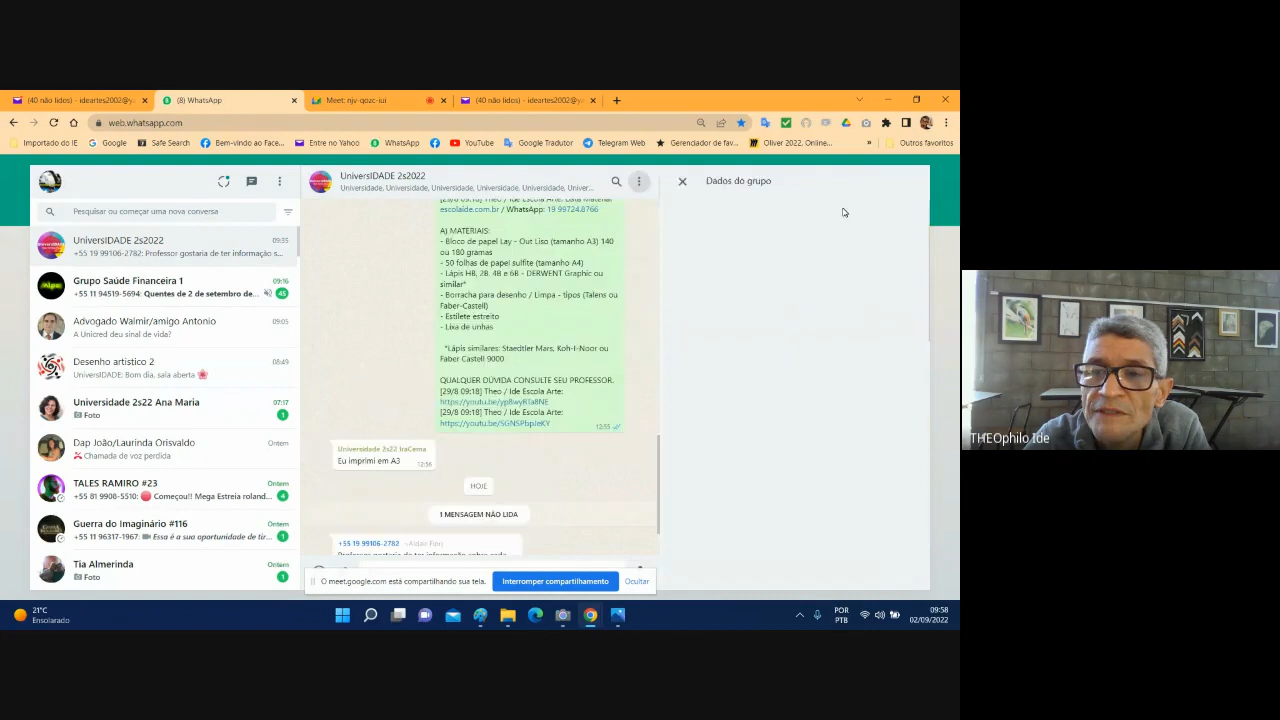 (40 não lidos) - ideartes2002@y
(8) WhatsApp
Meet: njv-qozc-iui
(40 não lidos) - ideartes2002@y
web.whatsapp.com
Importado do IE
Google
Safe Search
Bem-vindo ao Face...
Entre no Yahoo
WhatsApp
YouTube
Google Tradutor
Telegram Web
Gerenciador de fav...
Oliver 2022, Online...
»
Outros favoritos
Pesquisar ou começar uma nova conversa
UniversIDADE 2s2022
09:35
+55 19 99106-2782: Professor gostaria de ter informação s...
Grupo Saúde Financeira 1
09:16
+55 11 94519-5694: Quentes de 2 de setembro de...
45
Advogado Walmir/amigo Antonio
09:05
A Unicred deu sinal de vida?
Desenho artístico 2
08:49
UniversIDADE: Bom dia, sala aberta
Universidade 2s22 Ana Maria
07:17
Foto
1
Dap João/Laurinda Orisvaldo
Ontem
Chamada de voz perdida
TALES RAMIRO #23
Ontem
+55 81 9908-5510: Começou!! Mega Estreia roland...
4
Guerra do Imaginário #116
Ontem
+55 11 96317-1967: Essa é a sua oportunidade de tir...
1
Tia Almerinda
Ontem
Foto
1
UniversIDADE 2s2022
Universidade, Universidade, Universidade, Universidade, Universidade, Univer...
escolaide.com.br / WhatsApp: 19 99724.8766
A) MATERIAIS:
- Bloco de papel Lay - Out Liso (tamanho A3) 140
ou 180 gramas
- 50 folhas de papel sulfite (tamanho A4)
- Lápis HB, 2B, 4B e 6B - DERWENT Graphic ou
similar*
- Borracha para desenho / Limpa - tipos (Talens ou
Faber-Castell)
- Estilete estreito
- Lixa de unhas
*Lápis similares: Staedtler Mars, Koh-I-Noor ou
Faber Castell 9000
QUALQUER DÚVIDA CONSULTE SEU PROFESSOR.
[29/8 09:18] Theo / Ide Escola Arte:
[29/8 09:18] Theo / Ide Escola Arte:
12:55
Universidade 2s22 IraCema
Eu imprimi em A3
12:56
HOJE
1 MENSAGEM NÃO LIDA
+55 19 99106-2782
Dados do grupo
O meet.google.com está compartilhando sua tela.
Interromper compartilhamento
Ocultar
21°C
Ensolarado
POR
PTB
09:58
02/09/2022
THEOphilo Ide